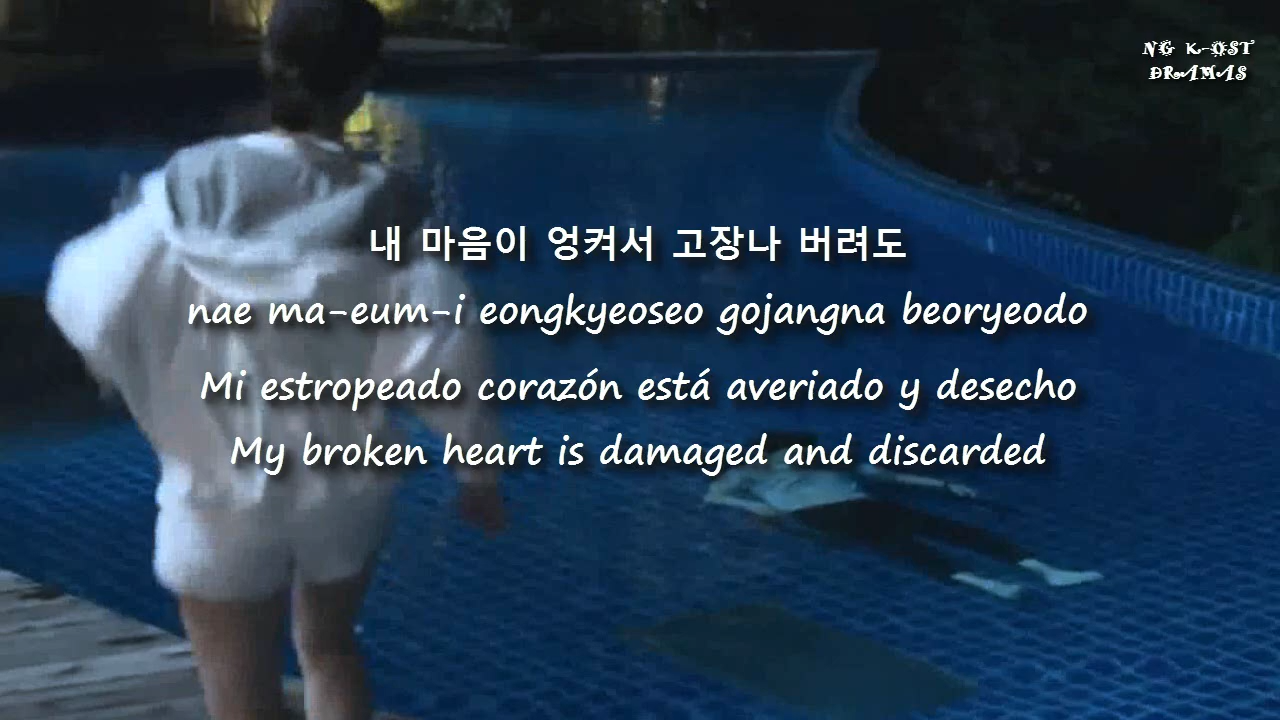 NG K-OST
DRAMAS
내 마음이 엉켜서 고장나 버려도
nae ma-eum-i eongkyeoseo gojangna beoryeodo
Mi estropeado corazón está averiado y desecho
My broken heart is damaged and discarded